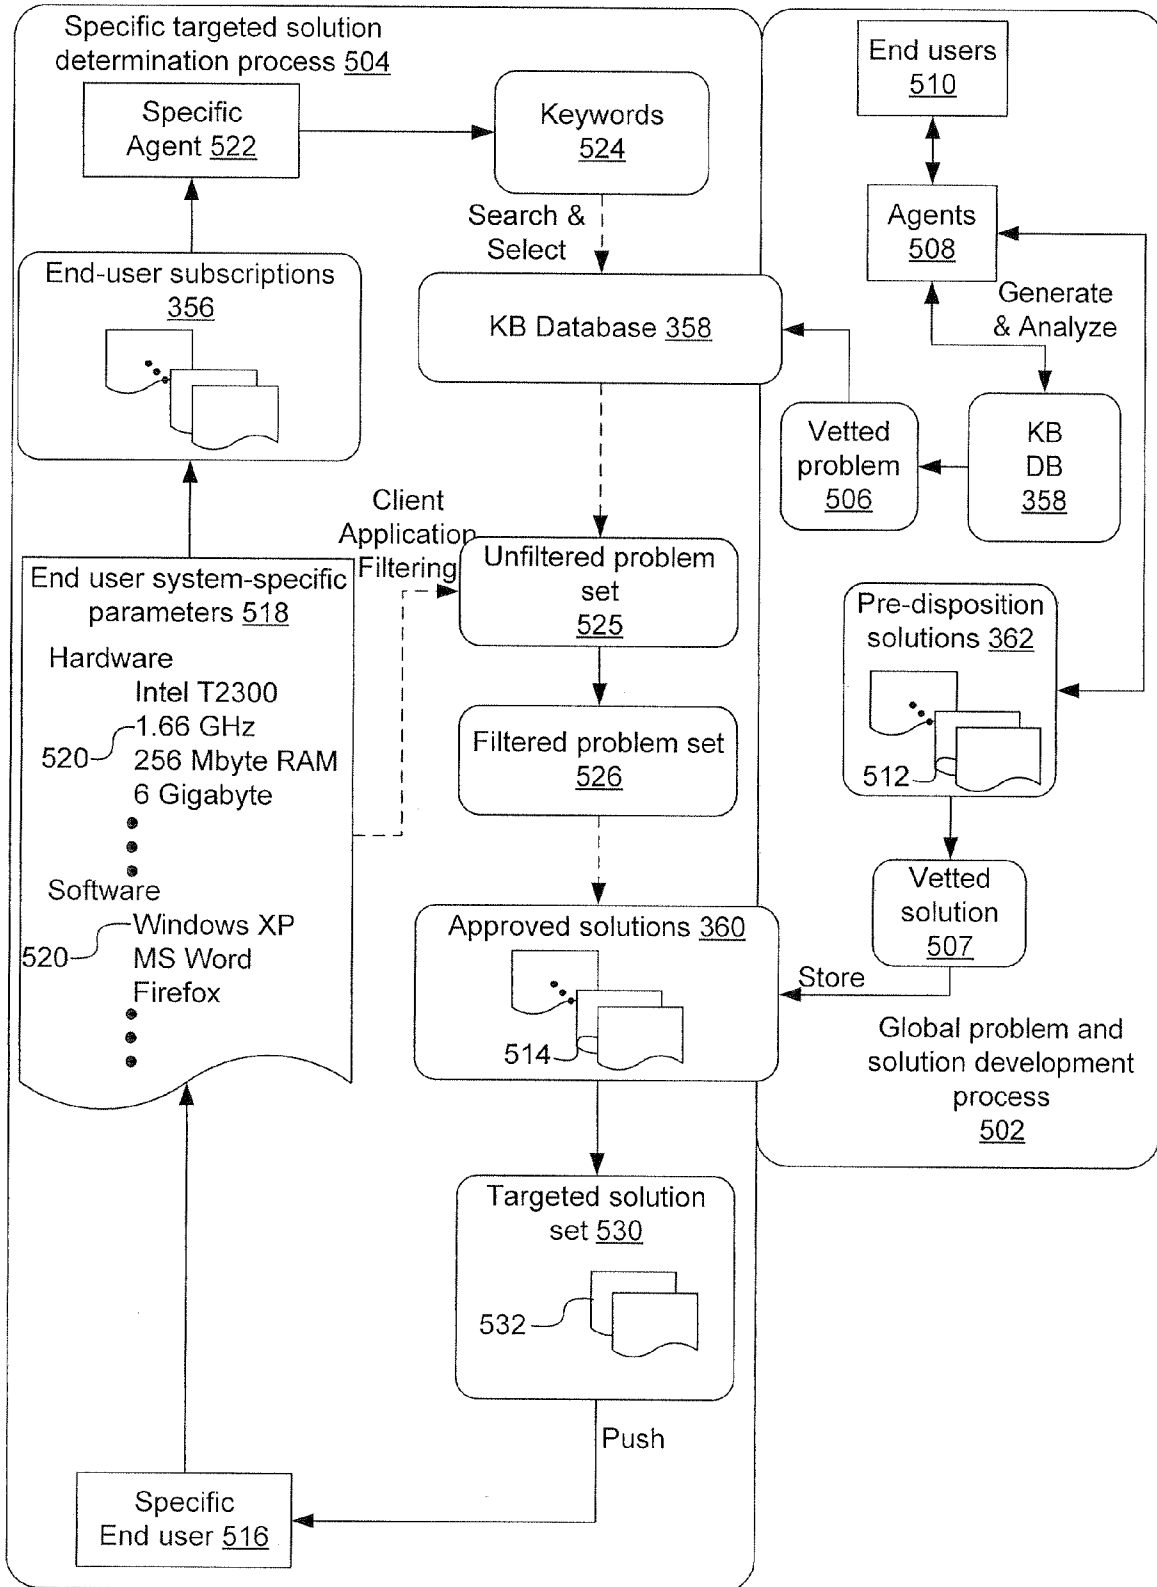 Specific targeted solution
determination process 504
Specific
Agent 522
Keywords
524
Search &
Select
End-user subscriptions
356
KB Database 358
Client
Application
Filtering
End user system-specific
parameters 518
Hardware
Intel T2300
1.66 GHz
520
256 Mbyte RAM
6 Gigabyte
Software
Windows XP
520
MS Word
Firefox
Unfiltered problem
set
525
Filtered problem set
526
Approved solutions 360
514
Targeted solution
set 530
532
Push
Specific
End user 516
End users
510
Agents
508
Generate
& Analyze
Vetted
problem
506
KB
DB
358
Pre-disposition
solutions 362
512
Vetted
solution
507
Store
Global problem and
solution development
process
502